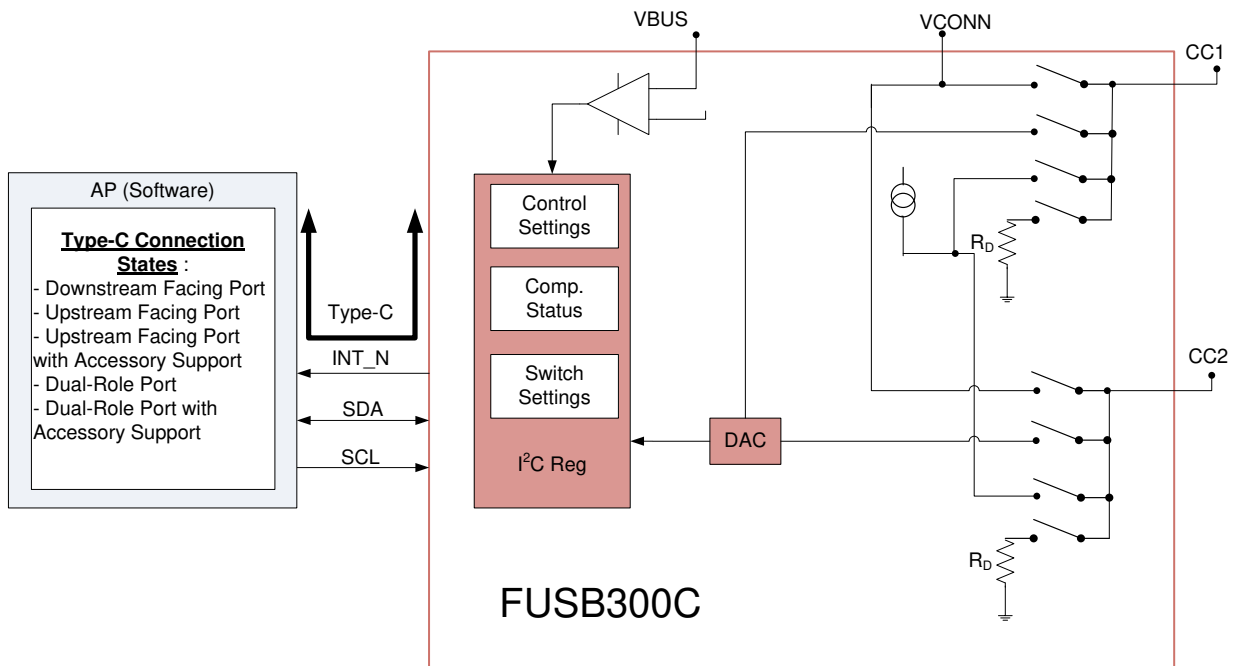 VBUS
VCONN
CC1
AP (Software)
Type-C Connection
States :
- Downstream Facing Port
- Upstream Facing Port
- Upstream Facing Port
with Accessory Support
- Dual-Role Port
- Dual-Role Port with
Accessory Support
Type-C
INT_N
SDA
SCL
Control
Settings
Comp.
Status
Switch
Settings
I²C Reg
DAC
R_D
CC2
R_D
FUSB300C